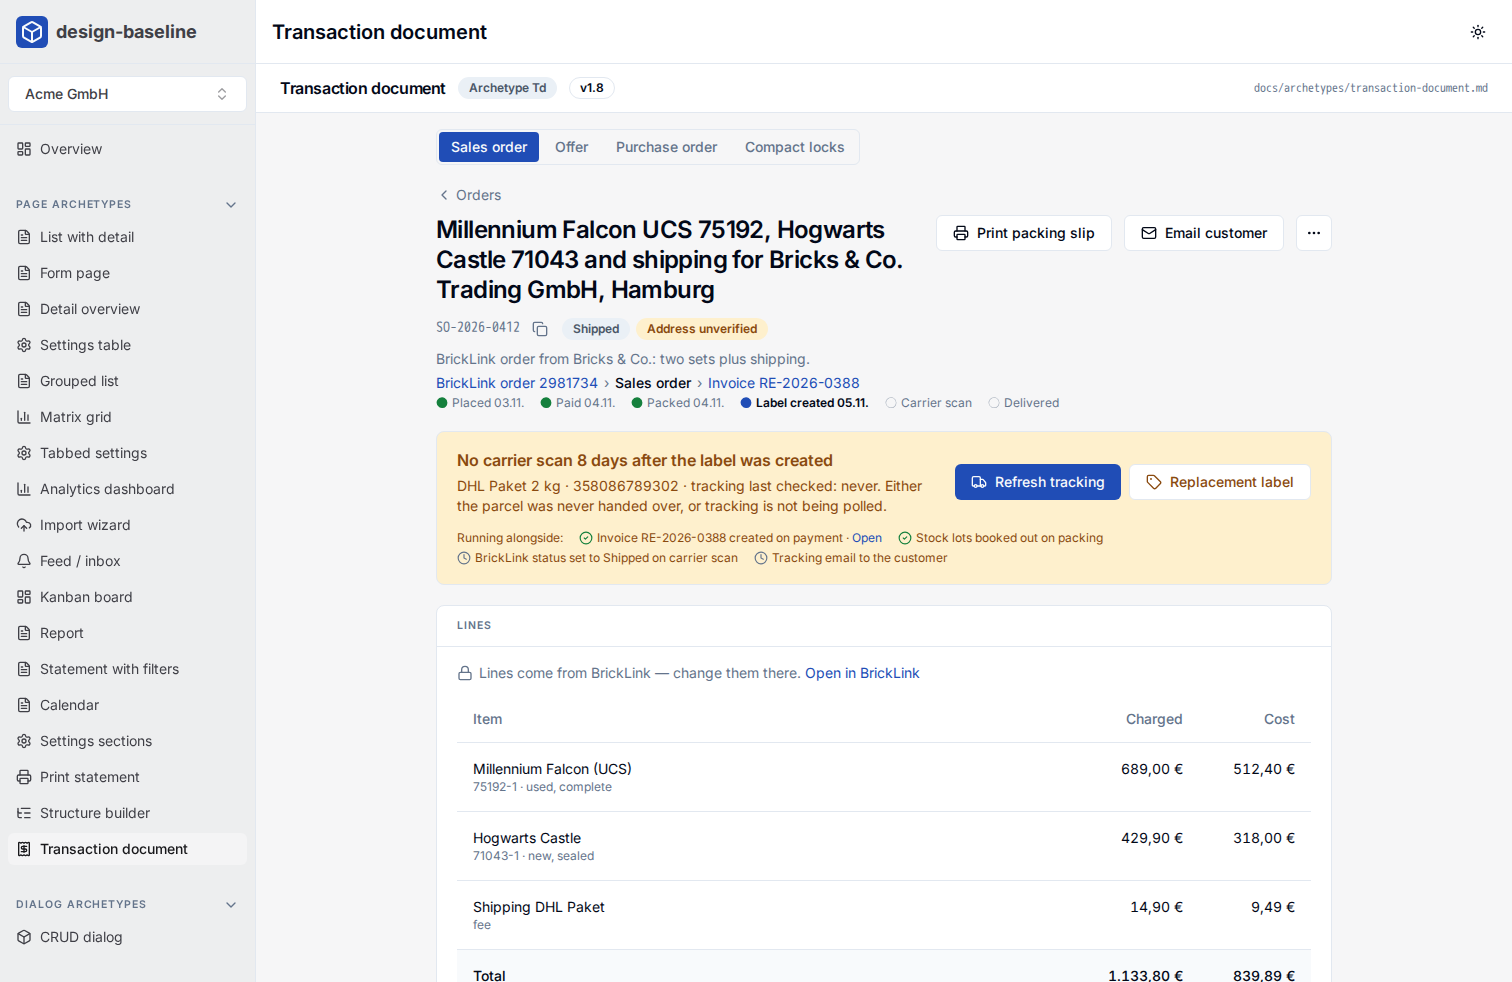 design-baseline
Acme GmbH
Overview
PAGE ARCHETYPES
List with detail
Form page
Detail overview
Settings table
Grouped list
Matrix grid
Tabbed settings
Analytics dashboard
Import wizard
Feed / inbox
Kanban board
Report
Statement with filters
Calendar
Settings sections
Print statement
Structure builder
Transaction document
DIALOG ARCHETYPES
CRUD dialog
Transaction document
Transaction document Archetype Td v1.8 docs/archetypes/transaction-document.md
Sales order Offer Purchase order Compact locks
Orders
Millennium Falcon UCS 75192, Hogwarts
Castle 71043 and shipping for Bricks & Co.
Trading GmbH, Hamburg
Print packing slip Email customer
SO-2026-0412 Shipped Address unverified
BrickLink order from Bricks & Co.: two sets plus shipping.
BrickLink order 2981734 › Sales order › Invoice RE-2026-0388
Placed 03.11. Paid 04.11. Packed 04.11. Label created 05.11. Carrier scan Delivered
No carrier scan 8 days after the label was created
DHL Paket 2 kg · 358086789302 · tracking last checked: never. Either
the parcel was never handed over, or tracking is not being polled.
Refresh tracking Replacement label
Running alongside: Invoice RE-2026-0388 created on payment · Open Stock lots booked out on packing
BrickLink status set to Shipped on carrier scan Tracking email to the customer
LINES
Lines come from BrickLink — change them there. Open in BrickLink
Item Charged Cost
Millennium Falcon (UCS) 689,00 € 512,40 €
75192-1 · used, complete
Hogwarts Castle 429,90 € 318,00 €
71043-1 · new, sealed
Shipping DHL Paket 14,90 € 9,49 €
fee
Total 1.133,80 € 839,89 €